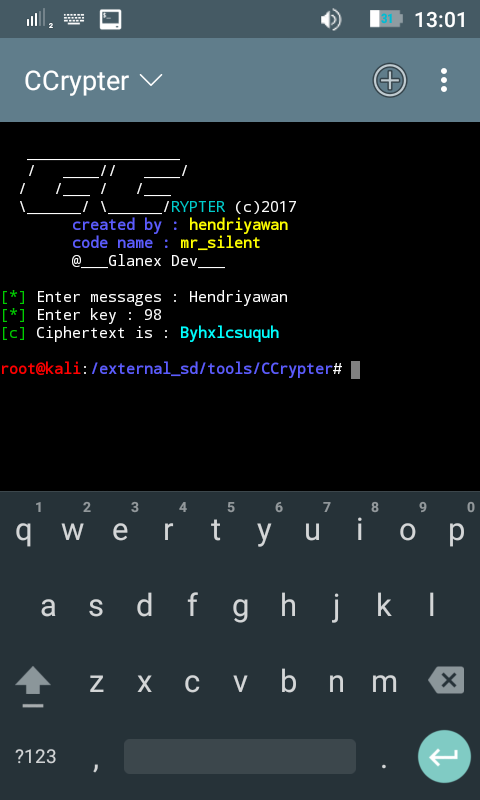 2 31 13:01
CCrypter
_________________
/   ____//   ____/
/   /___ /   /___
\______/ \______/RYPTER (c)2017
created by : hendriyawan
code name : mr_silent
@___Glanex Dev___
[*] Enter messages : Hendriyawan
[*] Enter key : 98
[c] Ciphertext is : Byhxlcsuquh
root@kali:/external_sd/tools/CCrypter#
1 2 3 4 5 6 7 8 9 0
q w e r t y u i o p
a s d f g h j k l
z x c v b n m
?123 , .